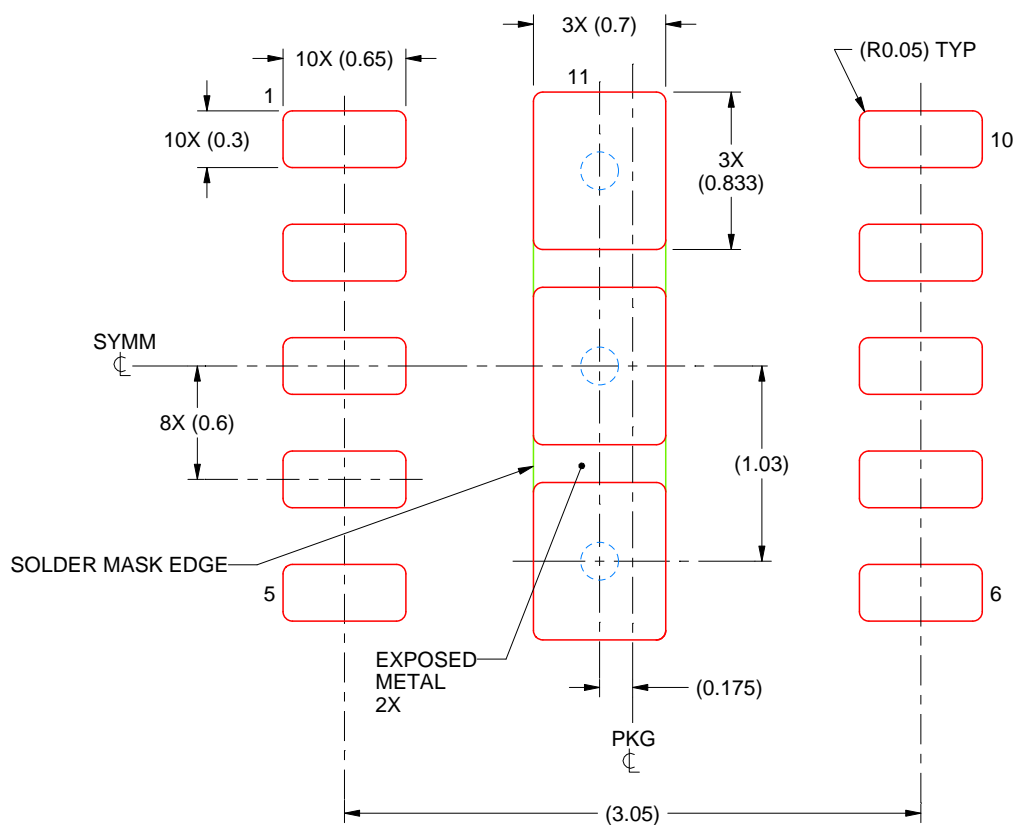 3X (0.7)
10X (0.65)
(R0.05) TYP
11
1
10X (0.3)
10
3X
(0.833)
SYMM
℄
8X (0.6)
(1.03)
SOLDER MASK EDGE
5
6
EXPOSED
METAL
2X
(0.175)
PKG
℄
(3.05)